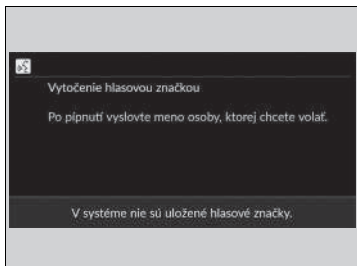 Vytočenie hlasovou značkou
Po pípnutí vyslovte meno osoby, ktorej chcete volať.
V systéme nie sú uložené hlasové značky.